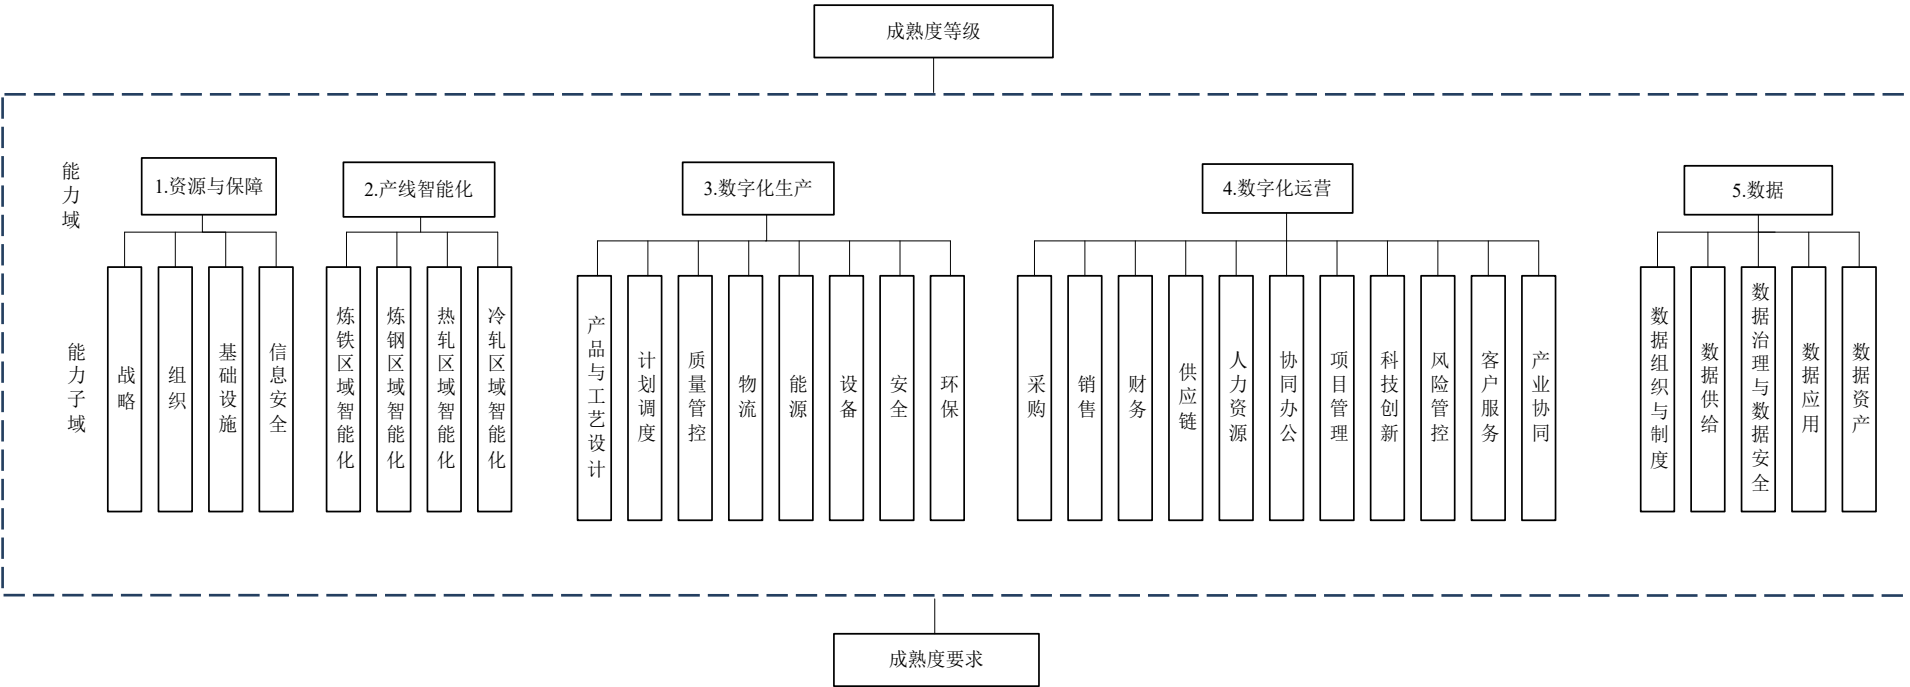 成熟度等级
能力域
1.资源与保障
2.产线智能化
3.数字化生产
4.数字化运营
5.数据
能力子域
战略
组织
基础设施
信息安全
炼铁区域智能化
炼钢区域智能化
热轧区域智能化
冷轧区域智能化
产品与工艺设计
计划调度
质量管控
物流
能源
设备
安全
环保
采购
销售
财务
供应链
人力资源
协同办公
项目管理
科技创新
风险管控
客户服务
产业协同
数据组织与制度
数据供给
数据治理与数据安全
数据应用
数据资产
成熟度要求